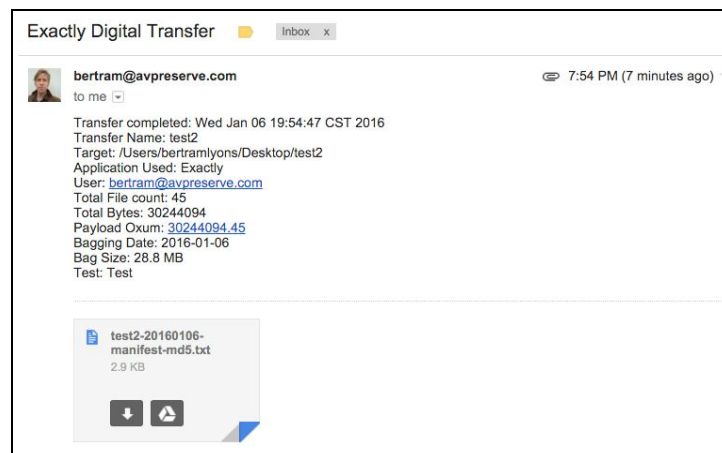 Exactly Digital Transfer
Inbox x
bertram@avpreserve.com
7:54 PM (7 minutes ago)
to me
Transfer completed: Wed Jan 06 19:54:47 CST 2016
Transfer Name: test2
Target: /Users/bertramlyons/Desktop/test2
Application Used: Exactly
User: bertram@avpreserve.com
Total File count: 45
Total Bytes: 30244094
Payload Oxum: 30244094.45
Bagging Date: 2016-01-06
Bag Size: 28.8 MB
Test: Test
test2-20160106-
manifest-md5.txt
2.9 KB